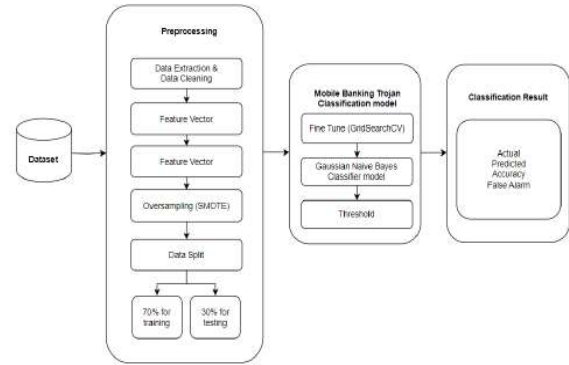 Preprocessing
Data Extraction &
Data Cleaning
Feature Vector
Feature Vector
Oversampling (SMOTE)
Data Split
70% for
training
30% for
testing
Dataset
Mobile Banking Trojan
Classification model
Fine Tune (GridSearchCV)
Gaussian Naive Bayes
Classifier model
Threshold
Classification Result
Actual
Predicted
Accuracy
False Alarm